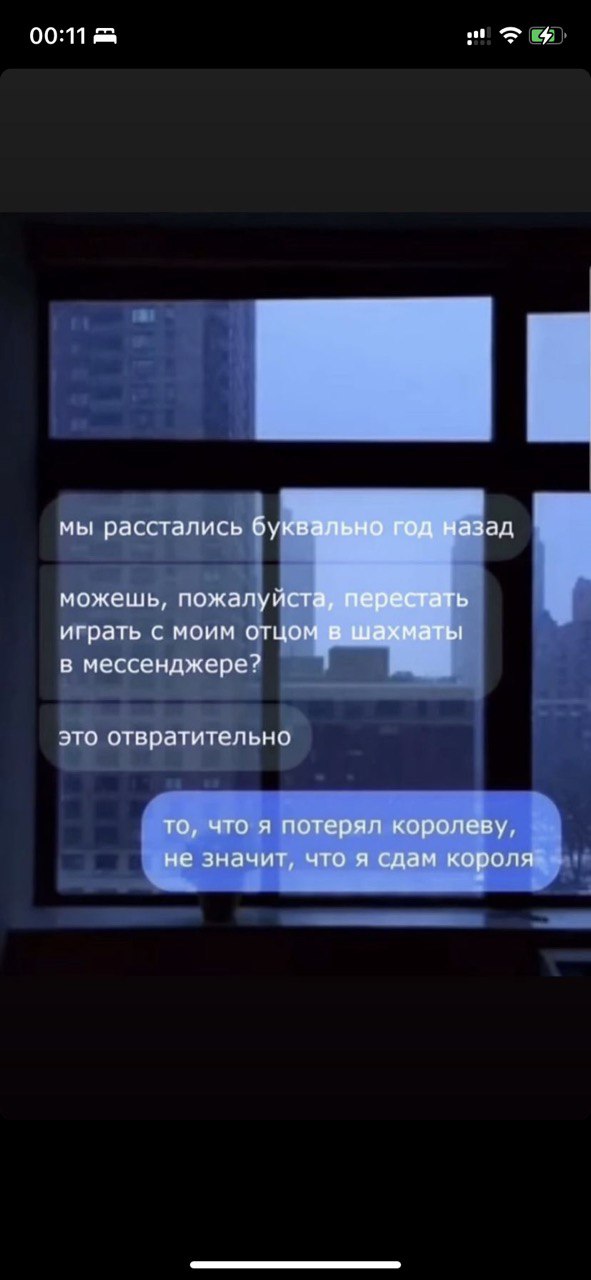 00:11
мы расстались буквально год назад
можешь, пожалуйста, перестать
играть с моим отцом в шахматы
в мессенджере?
это отвратительно
то, что я потерял королеву,
не значит, что я сдам короля